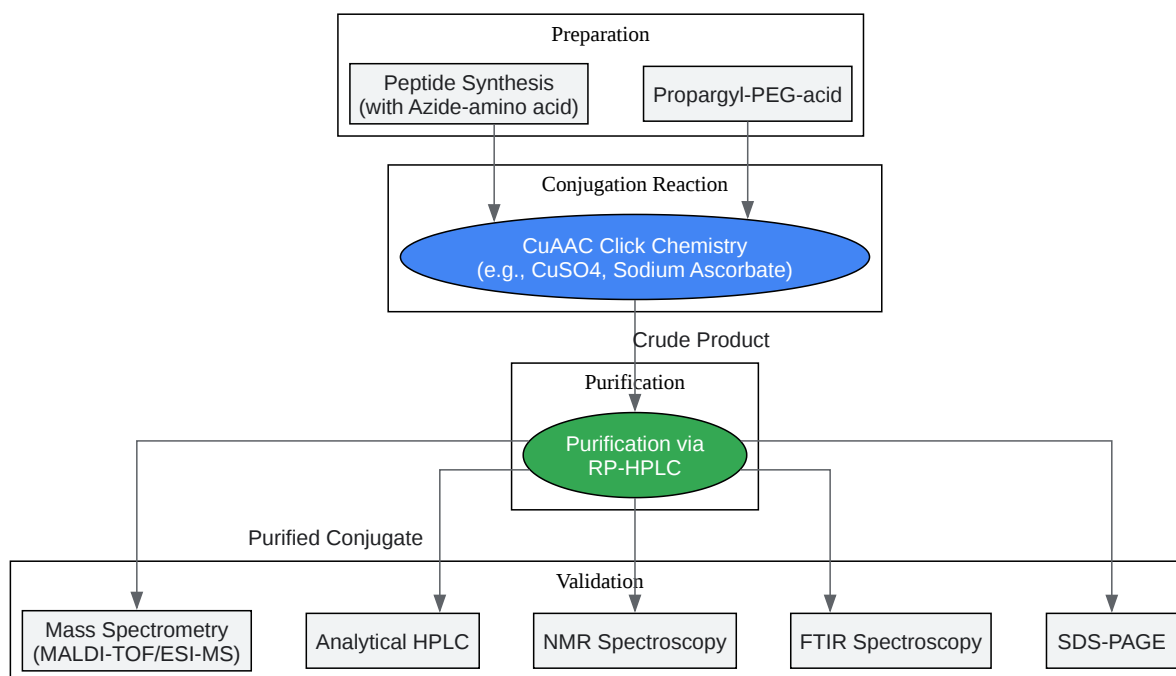 Preparation
Peptide Synthesis
(with Azide-amino acid)
Propargyl-PEG-acid
Conjugation Reaction
CuAAC Click Chemistry
(e.g., CuSO4, Sodium Ascorbate)
Crude Product
Purification
Purification via
RP-HPLC
Purified Conjugate
Validation
Mass Spectrometry
(MALDI-TOF/ESI-MS)
Analytical HPLC
NMR Spectroscopy
FTIR Spectroscopy
SDS-PAGE